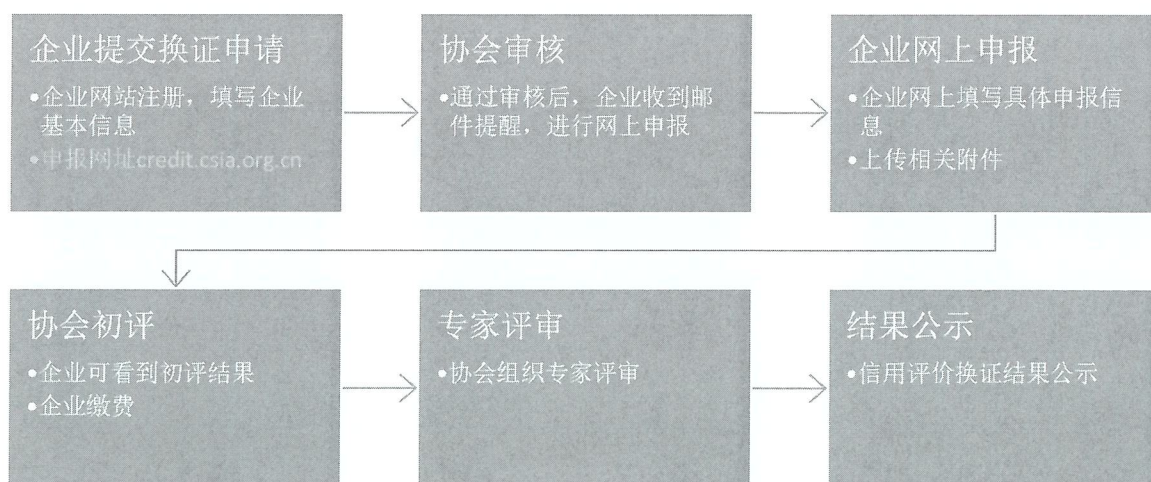 企业提交换证申请
•企业网站注册，填写企业
基本信息
•申报网址credit.csia.org.cn
协会审核
•通过审核后，企业收到邮
件提醒，进行网上申报
企业网上申报
•企业网上填写具体申报信
息
•上传相关附件
协会初评
•企业可看到初评结果
•企业缴费
专家评审
•协会组织专家评审
结果公示
•信用评价换证结果公示